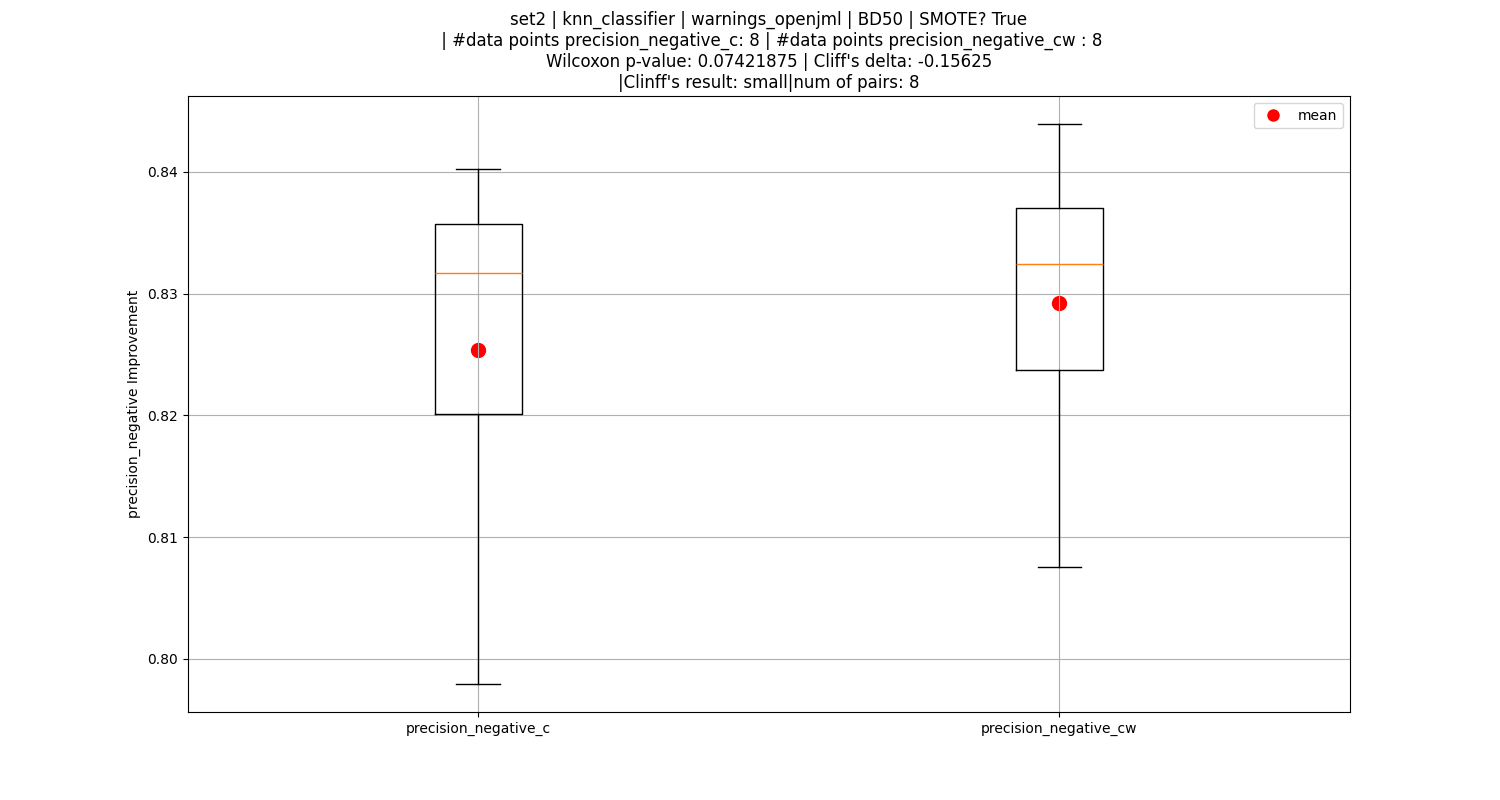 set2 | knn_classifier | warnings_openjml | BD50 | SMOTE? True
| #data points precision_negative_c: 8 | #data points precision_negative_cw : 8
Wilcoxon p-value: 0.07421875 | Cliff's delta: -0.15625
|Clinff's result: small|num of pairs: 8
mean
0.84
0.83
0.82
0.81
0.80
precision_negative Improvement
precision_negative_c
precision_negative_cw